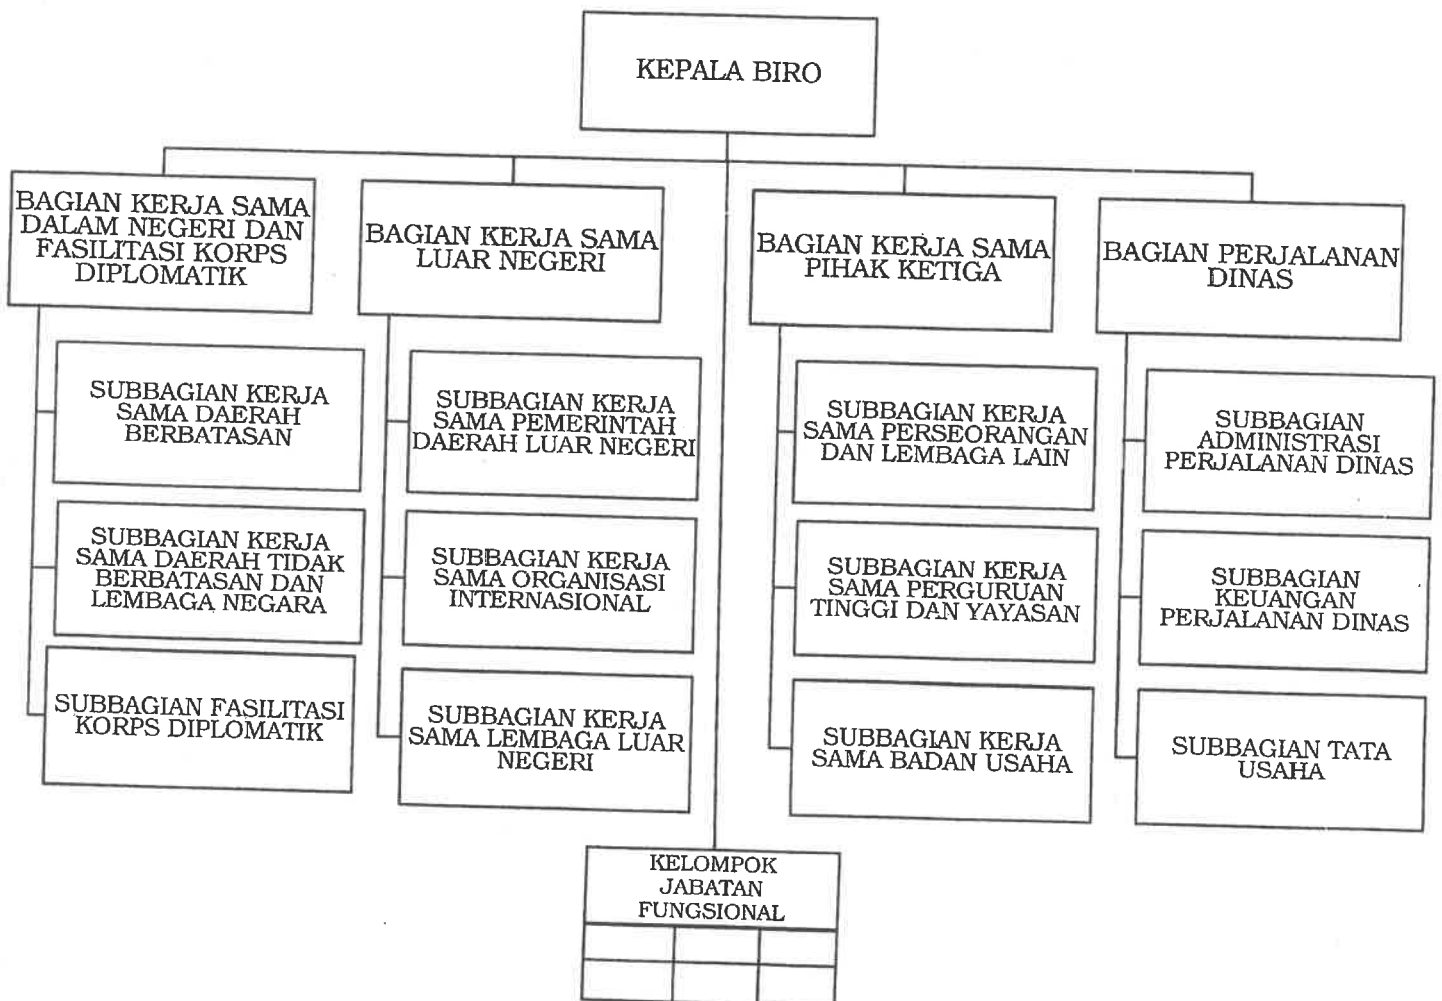 KEPALA BIRO
BAGIAN KERJA SAMA
DALAM NEGERI DAN
FASILITASI KORPS
DIPLOMATIK
BAGIAN KERJA SAMA
LUAR NEGERI
BAGIAN KERJA SAMA
PIHAK KETIGA
BAGIAN PERJALANAN
DINAS
SUBBAGIAN KERJA
SAMA DAERAH
BERBATASAN
SUBBAGIAN KERJA
SAMA PEMERINTAH
DAERAH LUAR NEGERI
SUBBAGIAN KERJA
SAMA PERSEORANGAN
DAN LEMBAGA LAIN
SUBBAGIAN
ADMINISTRASI
PERJALANAN DINAS
SUBBAGIAN KERJA
SAMA DAERAH TIDAK
BERBATASAN DAN
LEMBAGA NEGARA
SUBBAGIAN KERJA
SAMA ORGANISASI
INTERNASIONAL
SUBBAGIAN KERJA
SAMA PERGURUAN
TINGGI DAN YAYASAN
SUBBAGIAN
KEUANGAN
PERJALANAN DINAS
SUBBAGIAN FASILITASI
KORPS DIPLOMATIK
SUBBAGIAN KERJA
SAMA LEMBAGA LUAR
NEGERI
SUBBAGIAN KERJA
SAMA BADAN USAHA
SUBBAGIAN TATA
USAHA
KELOMPOK
JABATAN
FUNGSIONAL